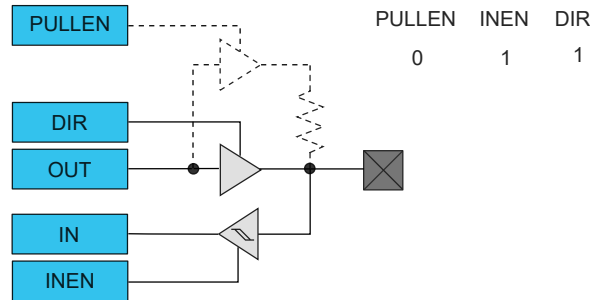 PULLEN
PULLEN INEN DIR
0 1 1
DIR
OUT
IN
INEN